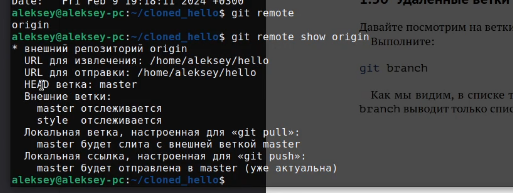 Date: Fri Feb 9 19:18:11 2024 +0300
aleksey@aleksey-pc:~/cloned_hello$ git remote
origin
aleksey@aleksey-pc:~/cloned_hello$ git remote show origin
* внешний репозиторий origin
URL для извлечения: /home/aleksey/hello
URL для отправки: /home/aleksey/hello
HEAD ветка: master
Внешние ветки:
master отслеживается
style отслеживается
Локальная ветка, настроенная для «git pull»:
master будет слита с внешней веткой master
Локальная ссылка, настроенная для «git push»:
master будет отправлена в master (уже актуальна)
aleksey@aleksey-pc:~/cloned_hello$
Давайте посмотрим на ветки
Выполните:
git branch
Как мы видим, в списке т
branch выводит только спис